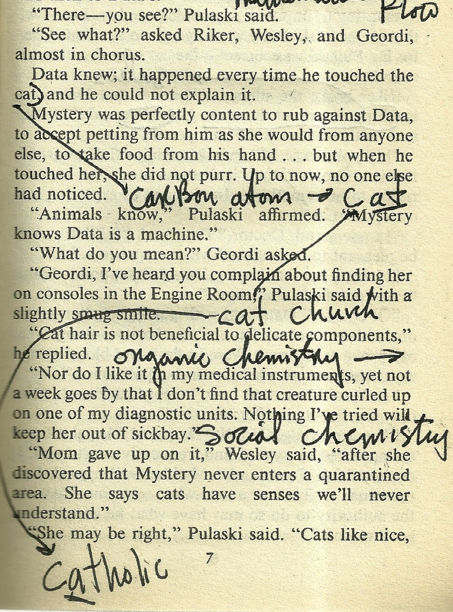 Flow
"There—you see?" Pulaski said.
"See what?" asked Riker, Wesley, and Geordi,
almost in chorus.
Data knew; it happened every time he touched the
cat, and he could not explain it.
Mystery was perfectly content to rub against Data,
to accept petting from him as she would from anyone
else, to take food from his hand . . . but when he
touched her, she did not purr. Up to now, no one else
had noticed. Carbon atom → cat
"Animals know," Pulaski affirmed. "Mystery
knows Data is a machine."
"What do you mean?" Geordi asked.
"Geordi, I've heard you complain about finding her
on consoles in the Engine Room!" Pulaski said with a
slightly smug smile. cat church
"Cat hair is not beneficial to delicate components,"
he replied. organic chemistry →
"Nor do I like it in my medical instruments, yet not
a week goes by that I don't find that creature curled up
on one of my diagnostic units. Nothing I've tried will
keep her out of sickbay." Social chemistry
"Mom gave up on it," Wesley said, "after she
discovered that Mystery never enters a quarantined
area. She says cats have senses we'll never
understand."
"She may be right," Pulaski said. "Cats like nice,
7
Catholic